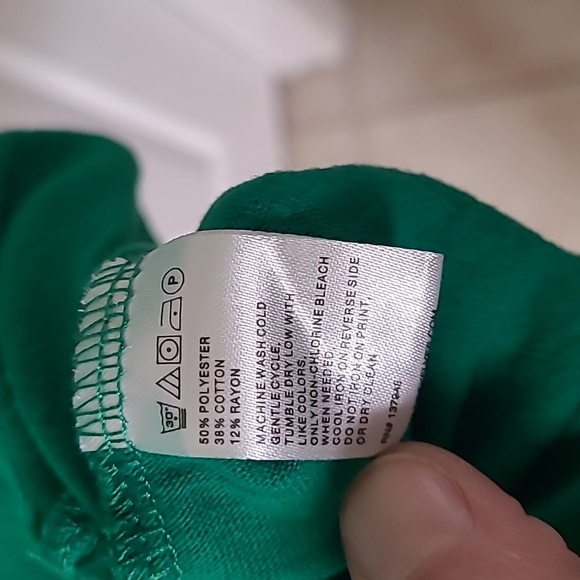 30°
P
50% POLYESTER
38% COTTON
12% RAYON
MACHINE WASH COLD
GENTLE CYCLE.
TUMBLE DRY LOW WITH
LIKE COLORS.
ONLY NON-CHLORINE BLEACH
WHEN NEEDED.
COOL IRON ON REVERSE SIDE
DO NOT IRON ON PRINT.
OR DRY CLEAN